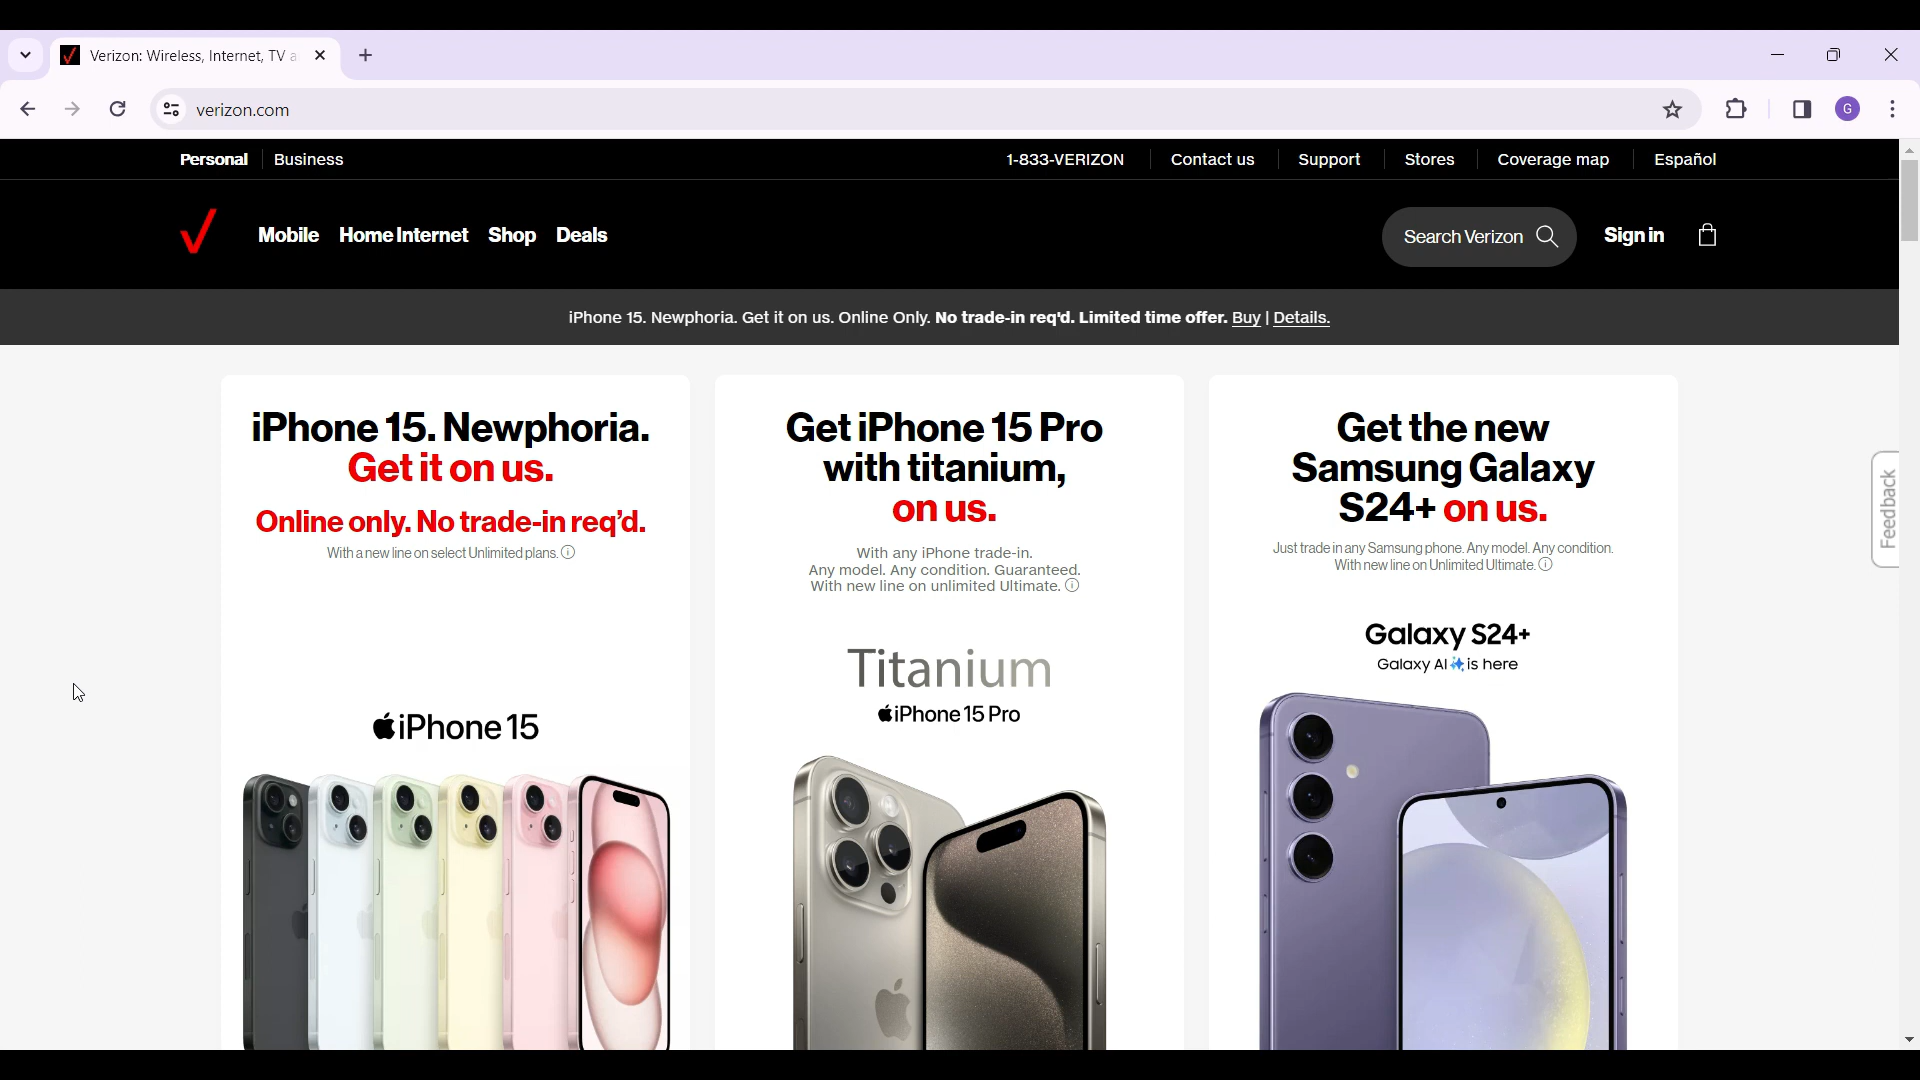 Verizon: Wireless, Internet, TV a
verizon.com
G
Personal
Business
1-833-VERIZON
Contact us
Support
Stores
Coverage map
Español
Mobile
Home Internet
Shop
Deals
Search Verizon
Sign in
iPhone 15. Newphoria. Get it on us. Online Only. No trade-in req'd. Limited time offer. Buy | Details.
iPhone 15. Newphoria.
Get it on us.
Online only. No trade-in req'd.
With a new line on select Unlimited plans.
iPhone 15
Get iPhone 15 Pro
with titanium,
on us.
With any iPhone trade-in.
Any model. Any condition. Guaranteed.
With new line on unlimited Ultimate.
Titanium
iPhone 15 Pro
Get the new
Samsung Galaxy
S24+ on us.
Just trade in any Samsung phone. Any model. Any condition.
With new line on Unlimited Ultimate.
Galaxy S24+
Galaxy AI is here
Feedback